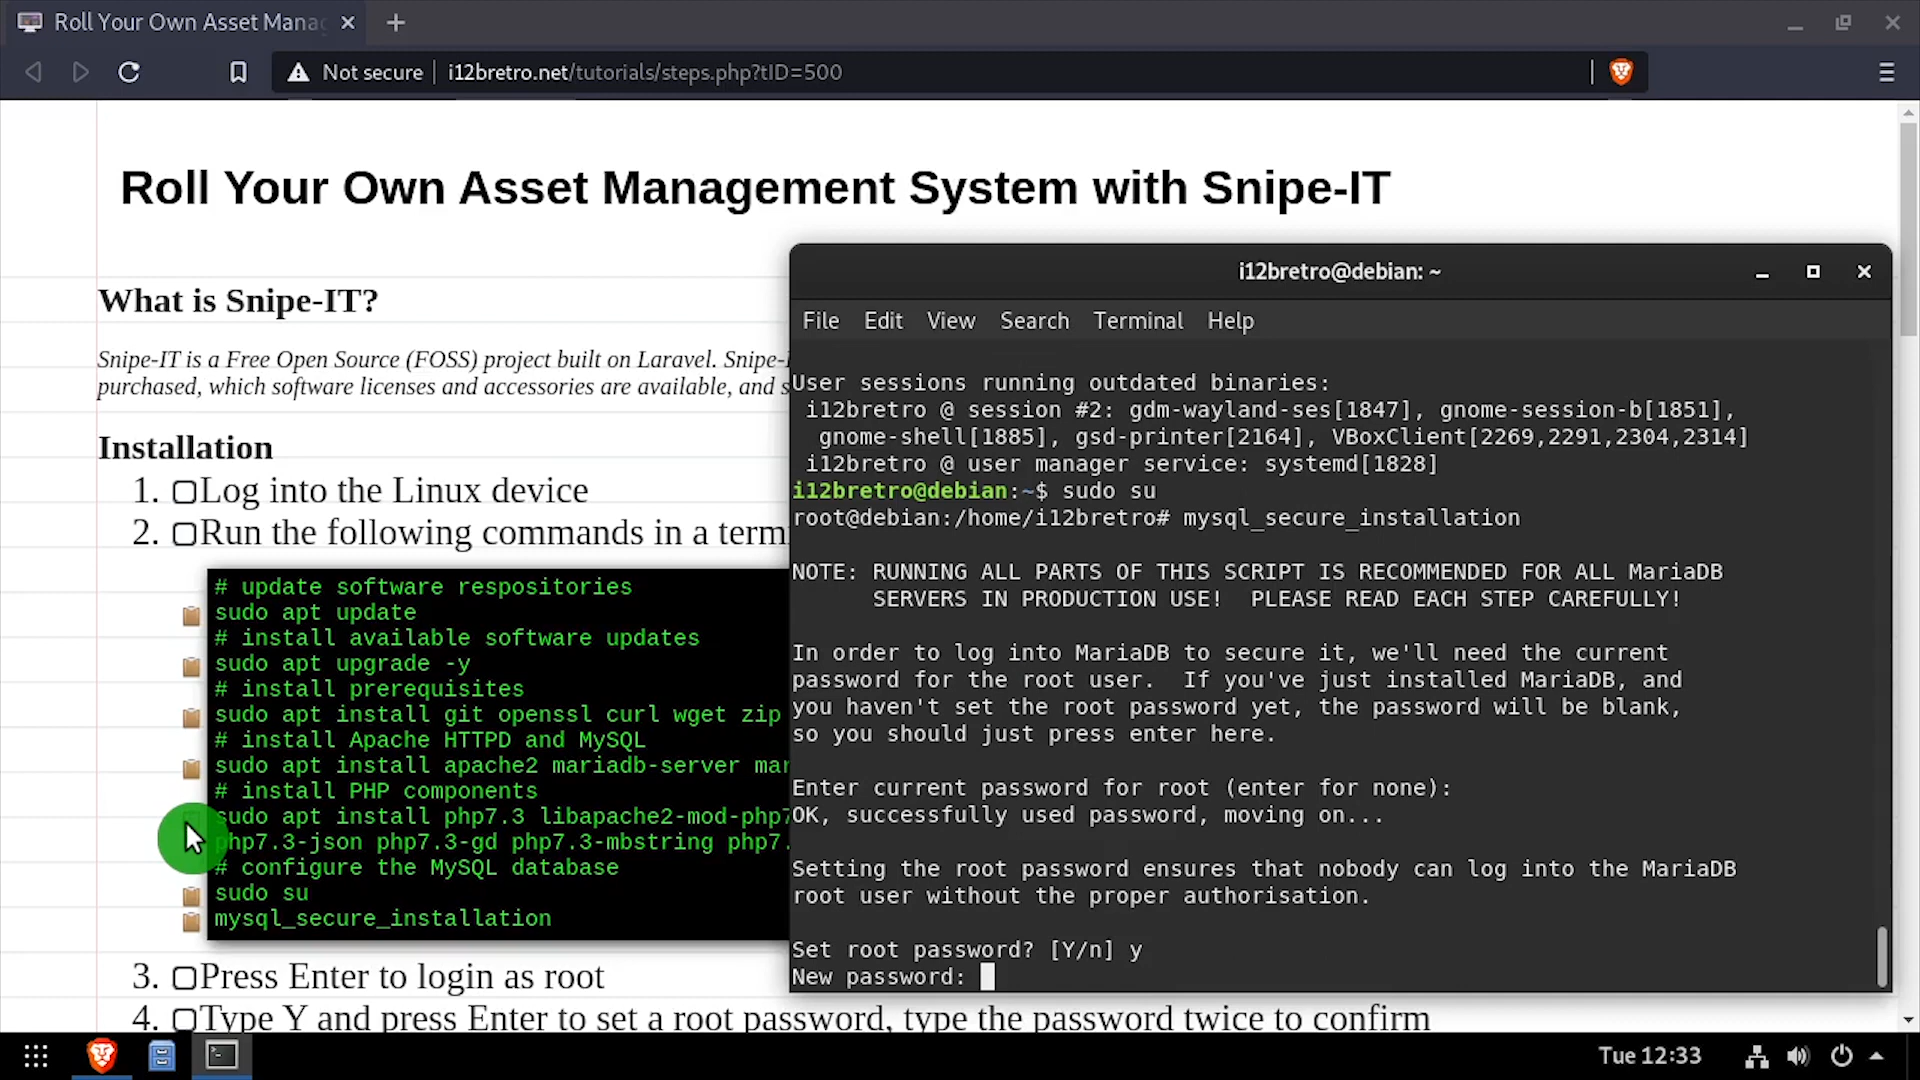 Roll Your Own Asset Mana
Not secure
i12bretro.net/tutorials/steps.php?tID=500
Roll Your Own Asset Management System with Snipe-IT
What is Snipe-IT?
Snipe-IT is a Free Open Source (FOSS) project built on Laravel. Snipe-
purchased, which software licenses and accessories are available, and s
Installation
1. Log into the Linux device
2. Run the following commands in a term
# update software respositories
sudo apt update
# install available software updates
sudo apt upgrade -y
# install prerequisites
sudo apt install git openssl curl wget zip
# install Apache HTTPD and MySQL
sudo apt install apache2 mariadb-server mar
# install PHP components
sudo apt install php7.3 libapache2-mod-php7
php7.3-json php7.3-gd php7.3-mbstring php7.
# configure the MySQL database
sudo su
mysql_secure_installation
3. Press Enter to login as root
4. Type Y and press Enter to set a root password, type the password twice to confirm
i12bretro@debian: ~
File Edit View Search Terminal Help
User sessions running outdated binaries:
i12bretro @ session #2: gdm-wayland-ses[1847], gnome-session-b[1851],
gnome-shell[1885], gsd-printer[2164], VBoxClient[2269,2291,2304,2314]
i12bretro @ user manager service: systemd[1828]
i12bretro@debian:~$ sudo su
root@debian:/home/i12bretro# mysql_secure_installation
NOTE: RUNNING ALL PARTS OF THIS SCRIPT IS RECOMMENDED FOR ALL MariaDB
SERVERS IN PRODUCTION USE! PLEASE READ EACH STEP CAREFULLY!
In order to log into MariaDB to secure it, we'll need the current
password for the root user. If you've just installed MariaDB, and
you haven't set the root password yet, the password will be blank,
so you should just press enter here.
Enter current password for root (enter for none):
OK, successfully used password, moving on...
Setting the root password ensures that nobody can log into the MariaDB
root user without the proper authorisation.
Set root password? [Y/n] y
New password:
Tue 12:33